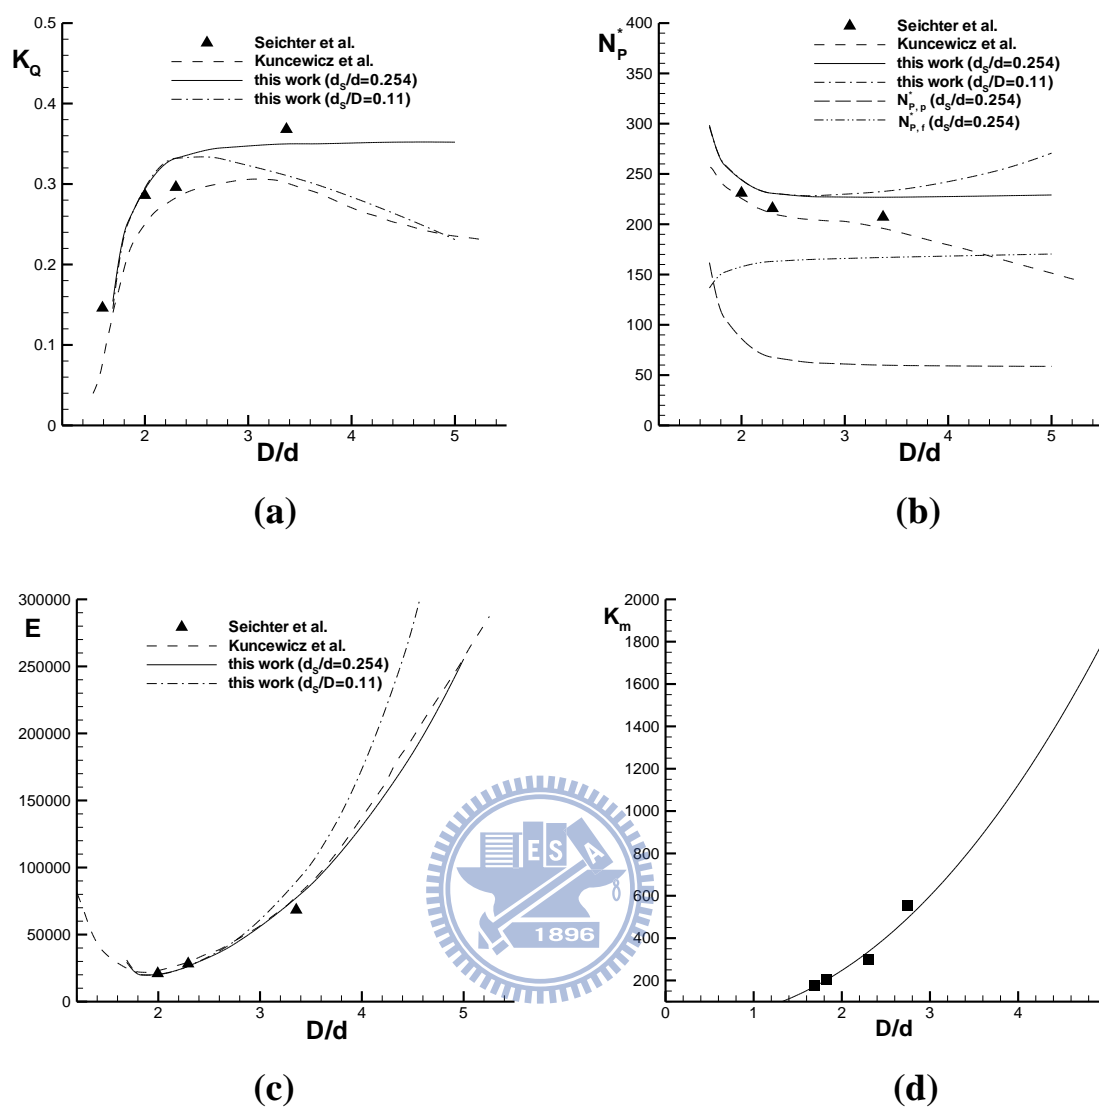 0.5
0.4
0.3
0.2
0.1
0
K_Q
Seichter et al.
Kuncewicz et al.
this work (d_s/d=0.254)
this work (d_s/D=0.11)
2 3 4 5
D/d
(a)
400
350
300
250
200
150
100
50
0
N_P^*
Seichter et al.
Kuncewicz et al.
this work (d_s/d=0.254)
this work (d_s/D=0.11)
N_{P,p}^* (d_s/d=0.254)
N_{P,f}^* (d_s/d=0.254)
2 3 4 5
D/d
(b)
300000
250000
200000
150000
100000
50000
0
E
Seichter et al.
Kuncewicz et al.
this work (d_s/d=0.254)
this work (d_s/D=0.11)
2 3 4 5
D/d
(c)
2000
1800
1600
1400
1200
1000
800
600
400
200
K_m
0 1 2 3 4
D/d
(d)
E S A
1896